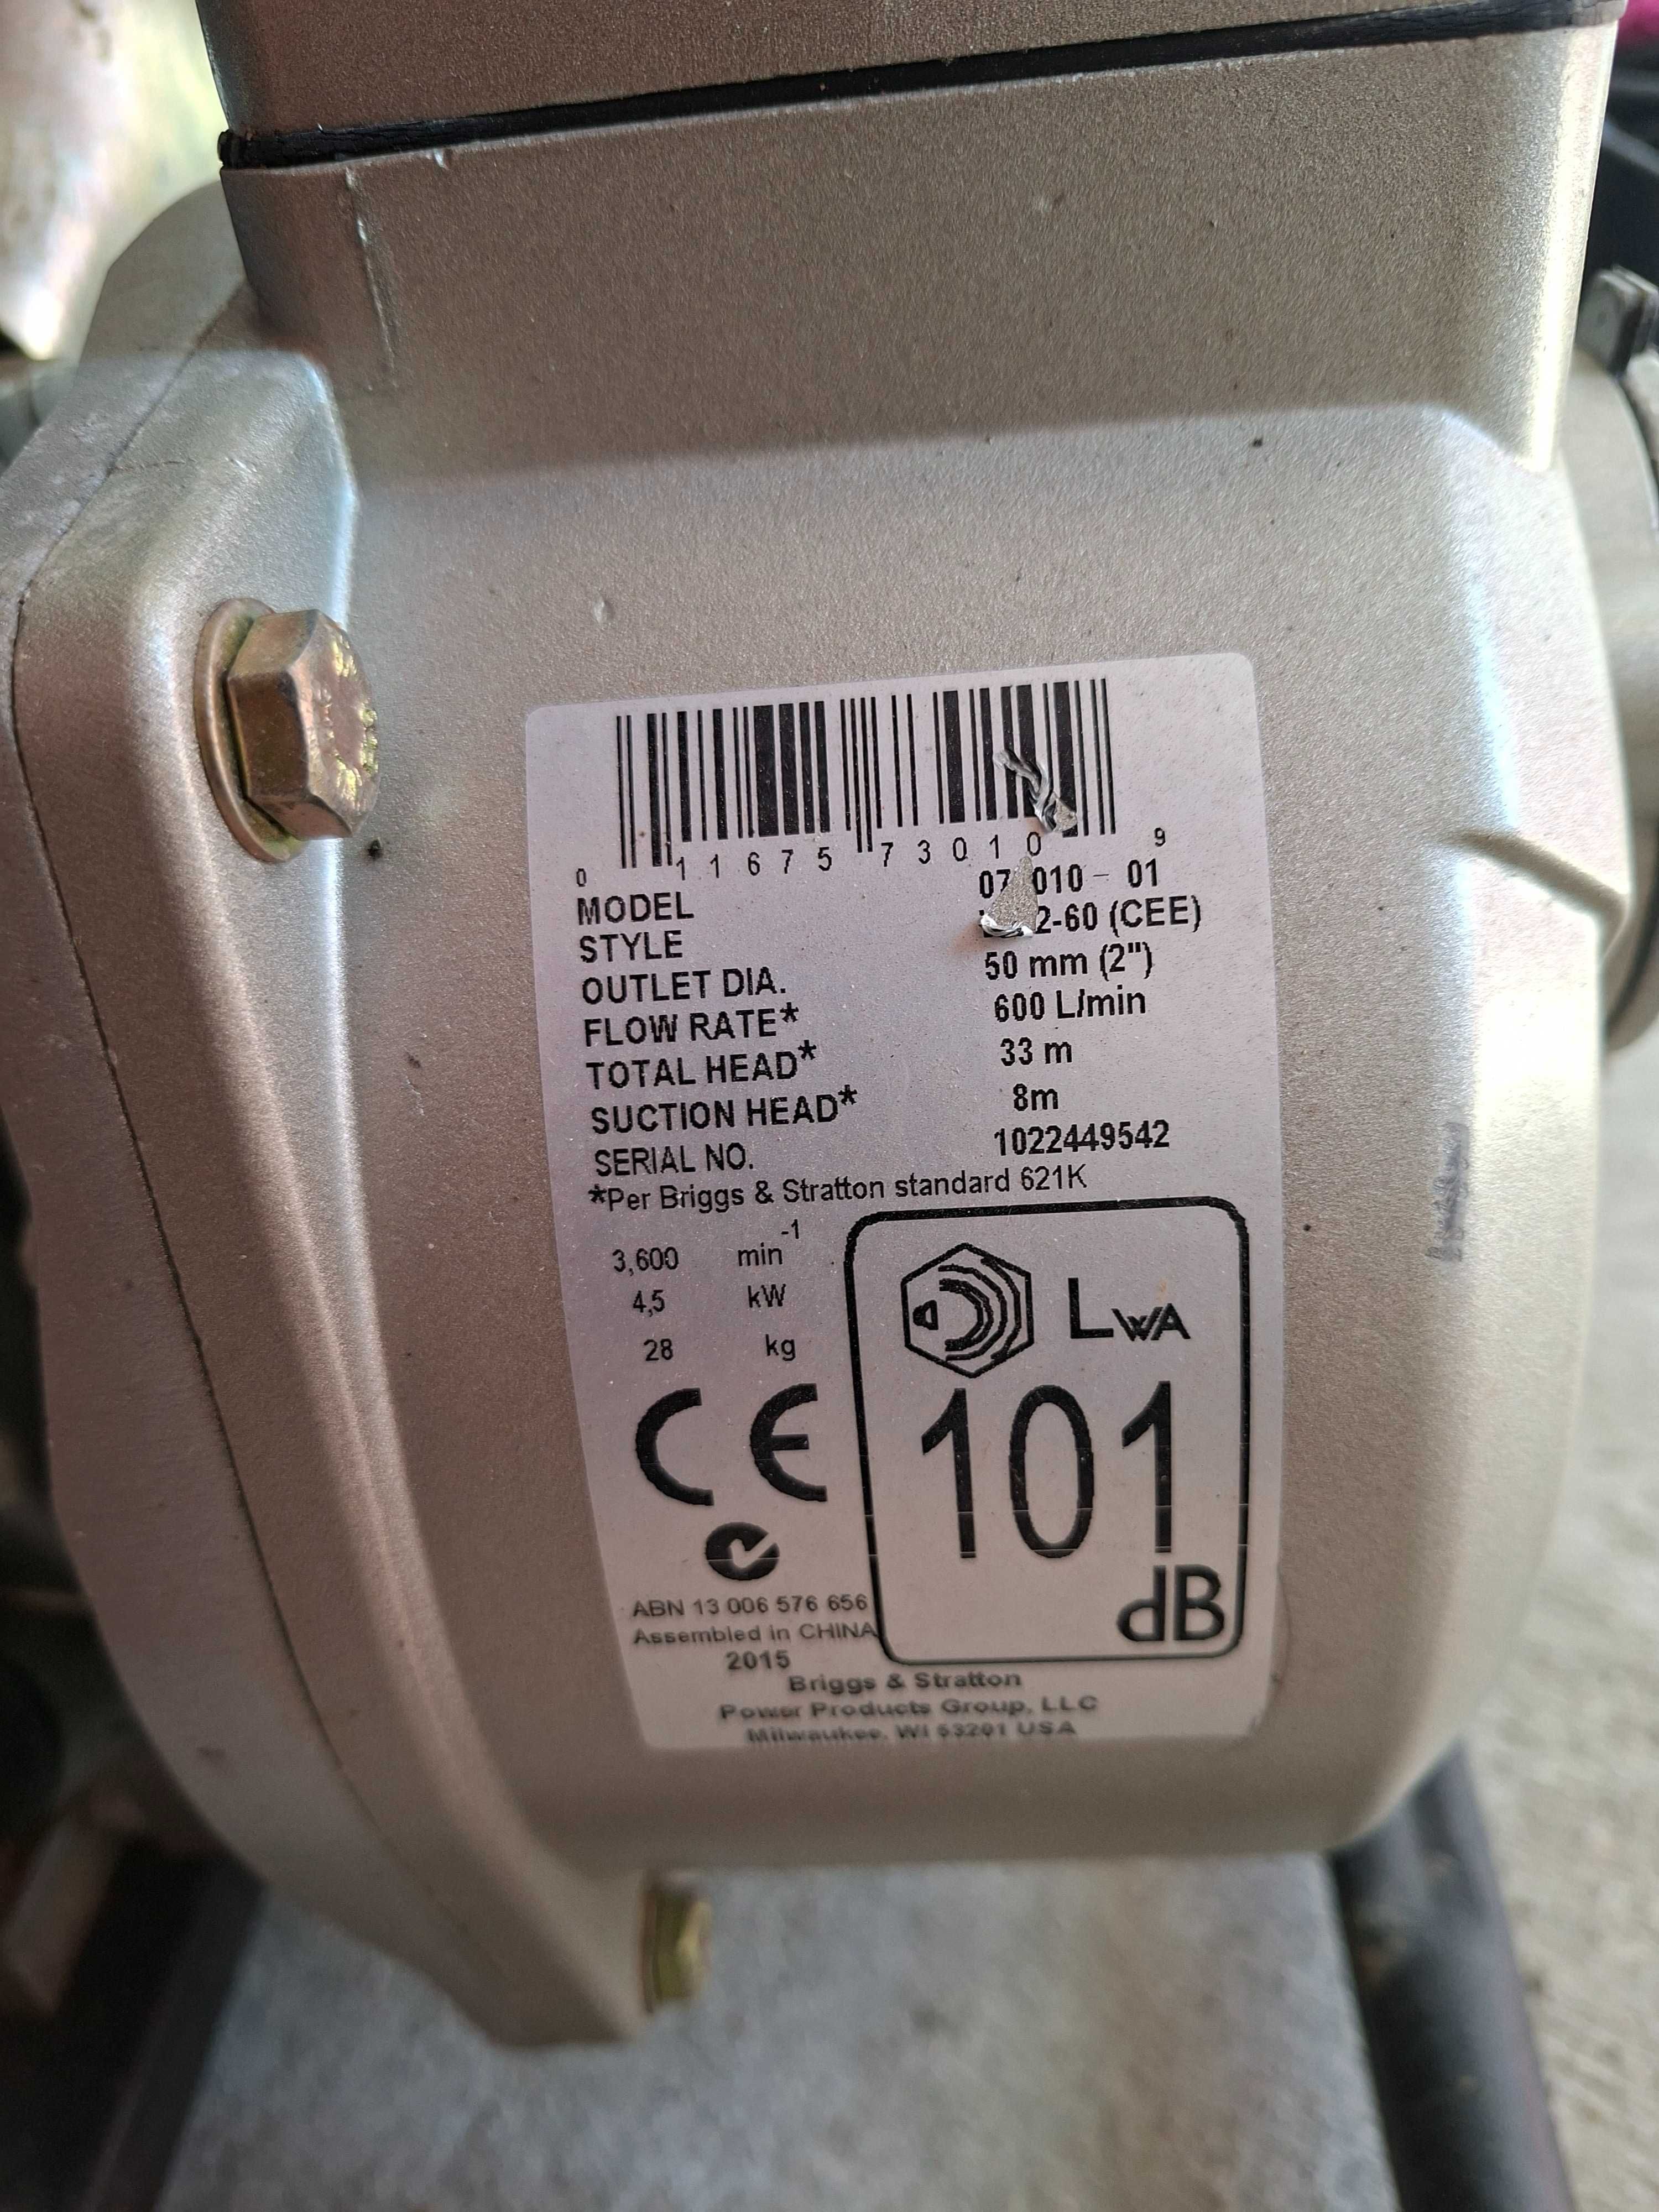 0 11675 73010 9
MODEL 07 010 - 01
STYLE 2-60 (CEE)
OUTLET DIA. 50 mm (2")
FLOW RATE* 600 L/min
TOTAL HEAD* 33 m
SUCTION HEAD* 8m
SERIAL NO. 1022449542
*Per Briggs & Stratton standard 621K
3,600 min-1
4,5 kW
28 kg
CE
LWA
101
dB
ABN 13 006 576 656
Assembled in CHINA
2015
Briggs & Stratton
Power Products Group, LLC
Milwaukee, WI 53201 USA